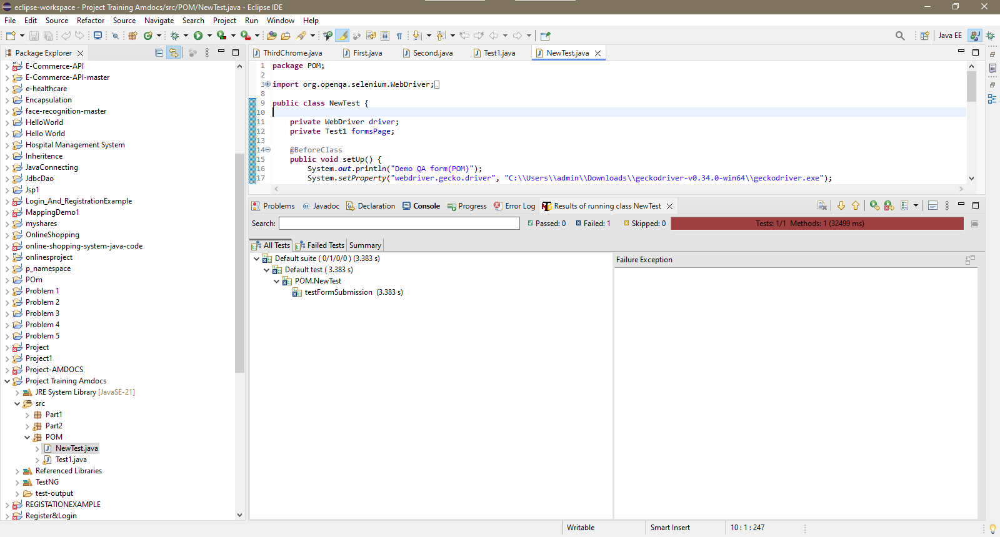 eclipse-workspace - Project Training Amdocs/src/POM/NewTest.java - Eclipse IDE
File Edit Source Refactor Source Navigate Search Project Run Window Help
Java EE
Package Explorer
E-Commerce-API
E-Commerce-API-master
e-healthcare
Encapsulation
face-recognition-master
HelloWorld
Hello World
Hospital Management System
Inheritence
JavaConnecting
JdbcDao
Jsp1
Login_And_RegistrationExample
MappingDemo1
myshares
OnlineShopping
online-shopping-system-java-code
onlinesproject
p_namespace
POm
Problem 1
Problem 2
Problem 3
Problem 4
Problem 5
Project
Project1
Project-AMDOCS
Project Training Amdocs
JRE System Library [JavaSE-21]
src
Part1
Part2
POM
NewTest.java
Test1.java
Referenced Libraries
TestNG
test-output
REGISTATIONEXAMPLE
Register&Login
ThirdChrome.java First.java Second.java Test1.java NewTest.java
1 package POM;
2
3 import org.openqa.selenium.WebDriver;
8
9 public class NewTest {
10
11 private WebDriver driver;
12 private Test1 formsPage;
13
14 @BeforeClass
15 public void setUp() {
16 System.out.println("Demo QA form(POM)");
17 System.setProperty("webdriver.gecko.driver", "C:\\Users\\admin\\Downloads\\geckodriver-v0.34.0-win64\\geckodriver.exe");
Problems Javadoc Declaration Console Progress Error Log Results of running class NewTest
Search: Passed: 0 Failed: 1 Skipped: 0 Tests: 1/1 Methods: 1 (32499 ms)
All Tests Failed Tests Summary
Default suite ( 0/1/0/0 ) (3.383 s)
Default test ( 3.383 s)
POM.NewTest
testFormSubmission (3.383 s)
Failure Exception
Writable Smart Insert 10 : 1 : 247